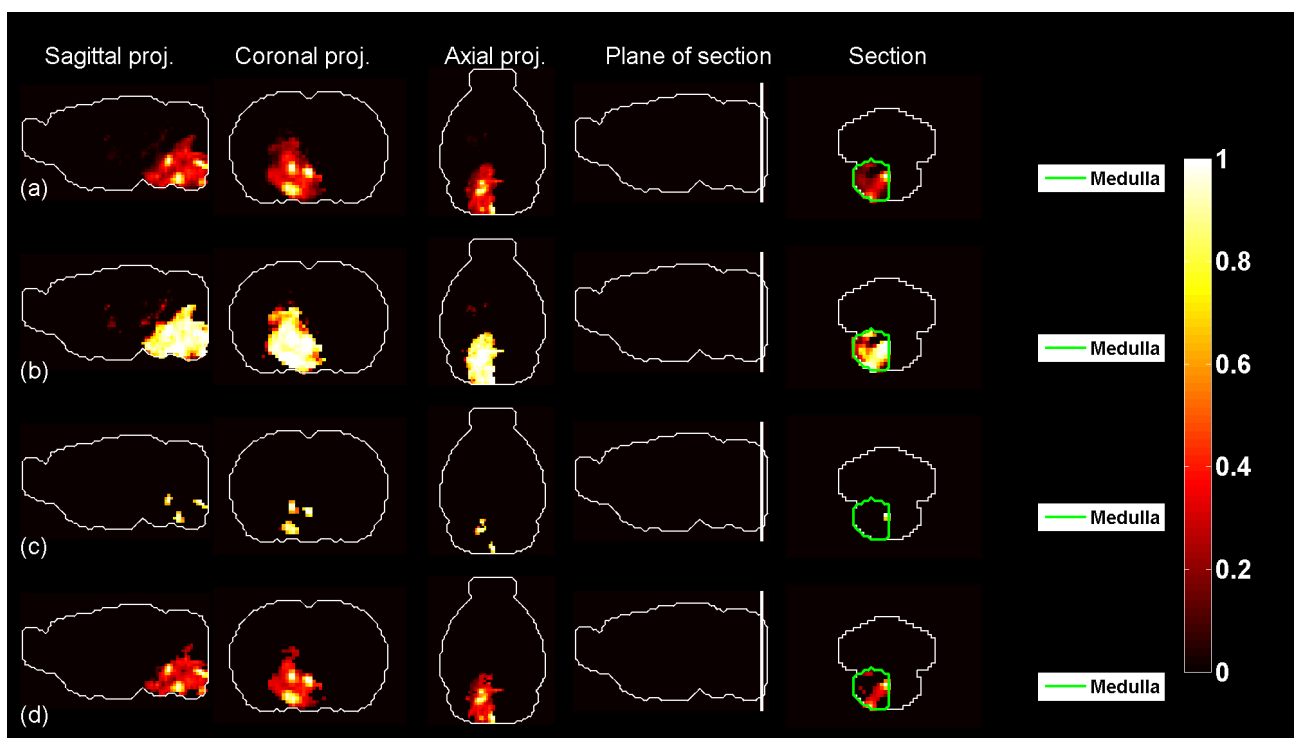 Sagittal proj. Coronal proj. Axial proj. Plane of section Section
(a) Medulla
(b) Medulla
(c) Medulla
(d) Medulla
1
0.8
0.6
0.4
0.2
0